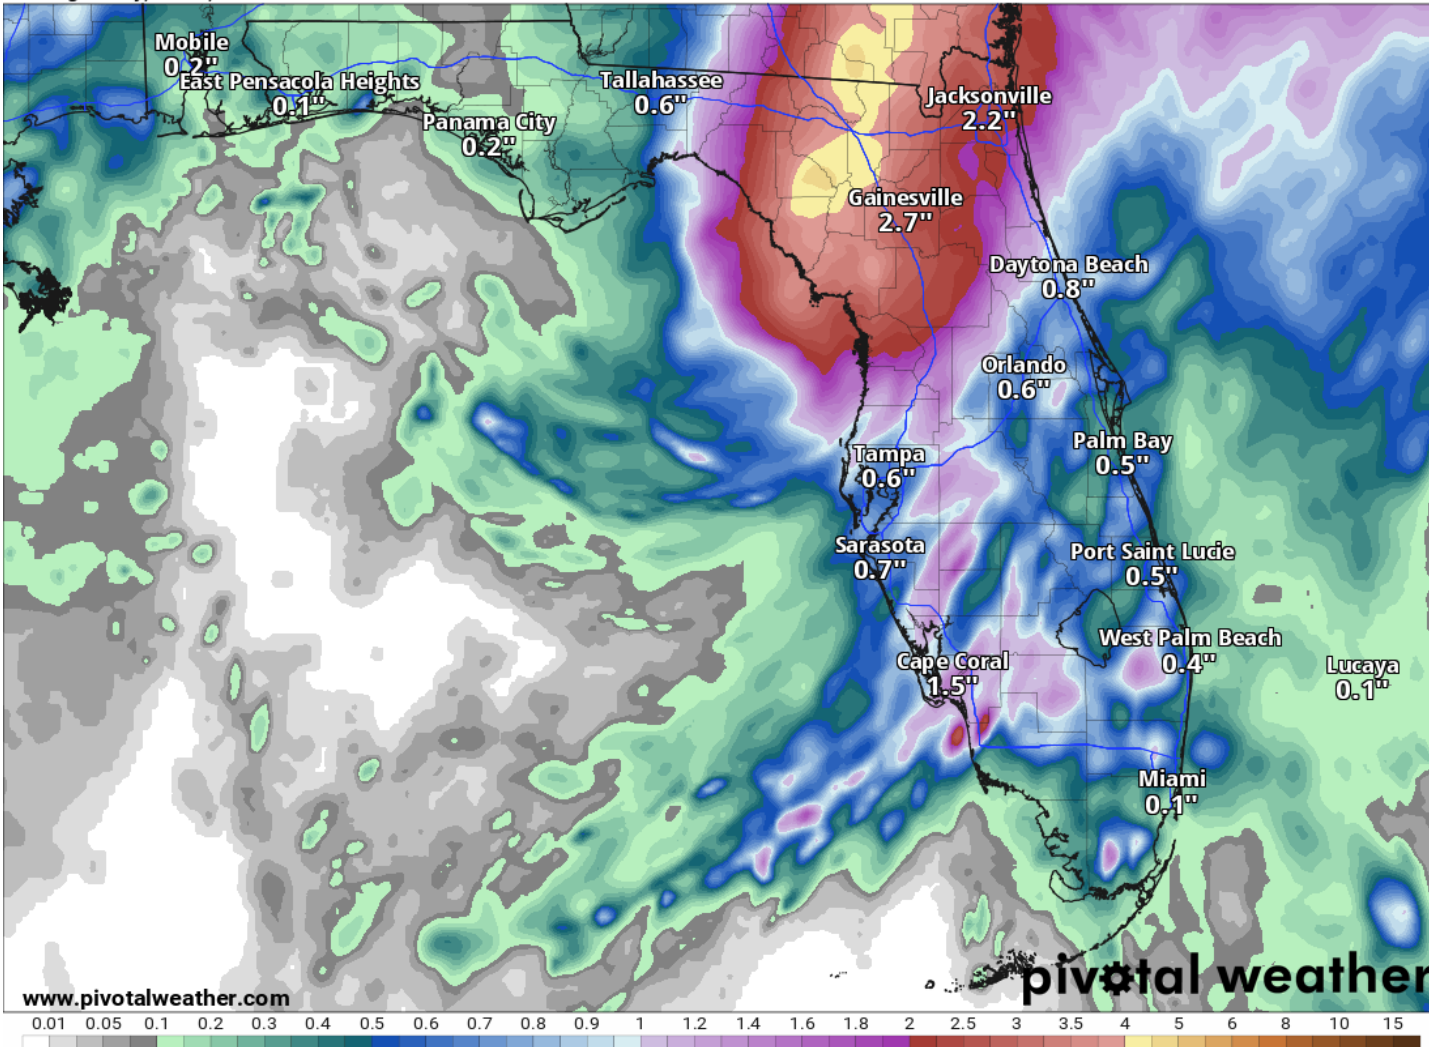 Mobile
0.2"
East Pensacola Heights
0.1"
Panama City
0.2"
Tallahassee
0.6"
Jacksonville
2.2"
Gainesville
2.7"
Daytona Beach
0.8"
Orlando
0.6"
Tampa
0.6"
Palm Bay
0.5"
Sarasota
0.7"
Port Saint Lucie
0.5"
West Palm Beach
0.4"
Cape Coral
1.5"
Lucaya
0.1"
Miami
0.1"
pivotal weather
www.pivotalweather.com
0.01 0.05 0.1 0.2 0.3 0.4 0.5 0.6 0.7 0.8 0.9 1 1.2 1.4 1.6 1.8 2 2.5 3 3.5 4 5 6 8 10 15